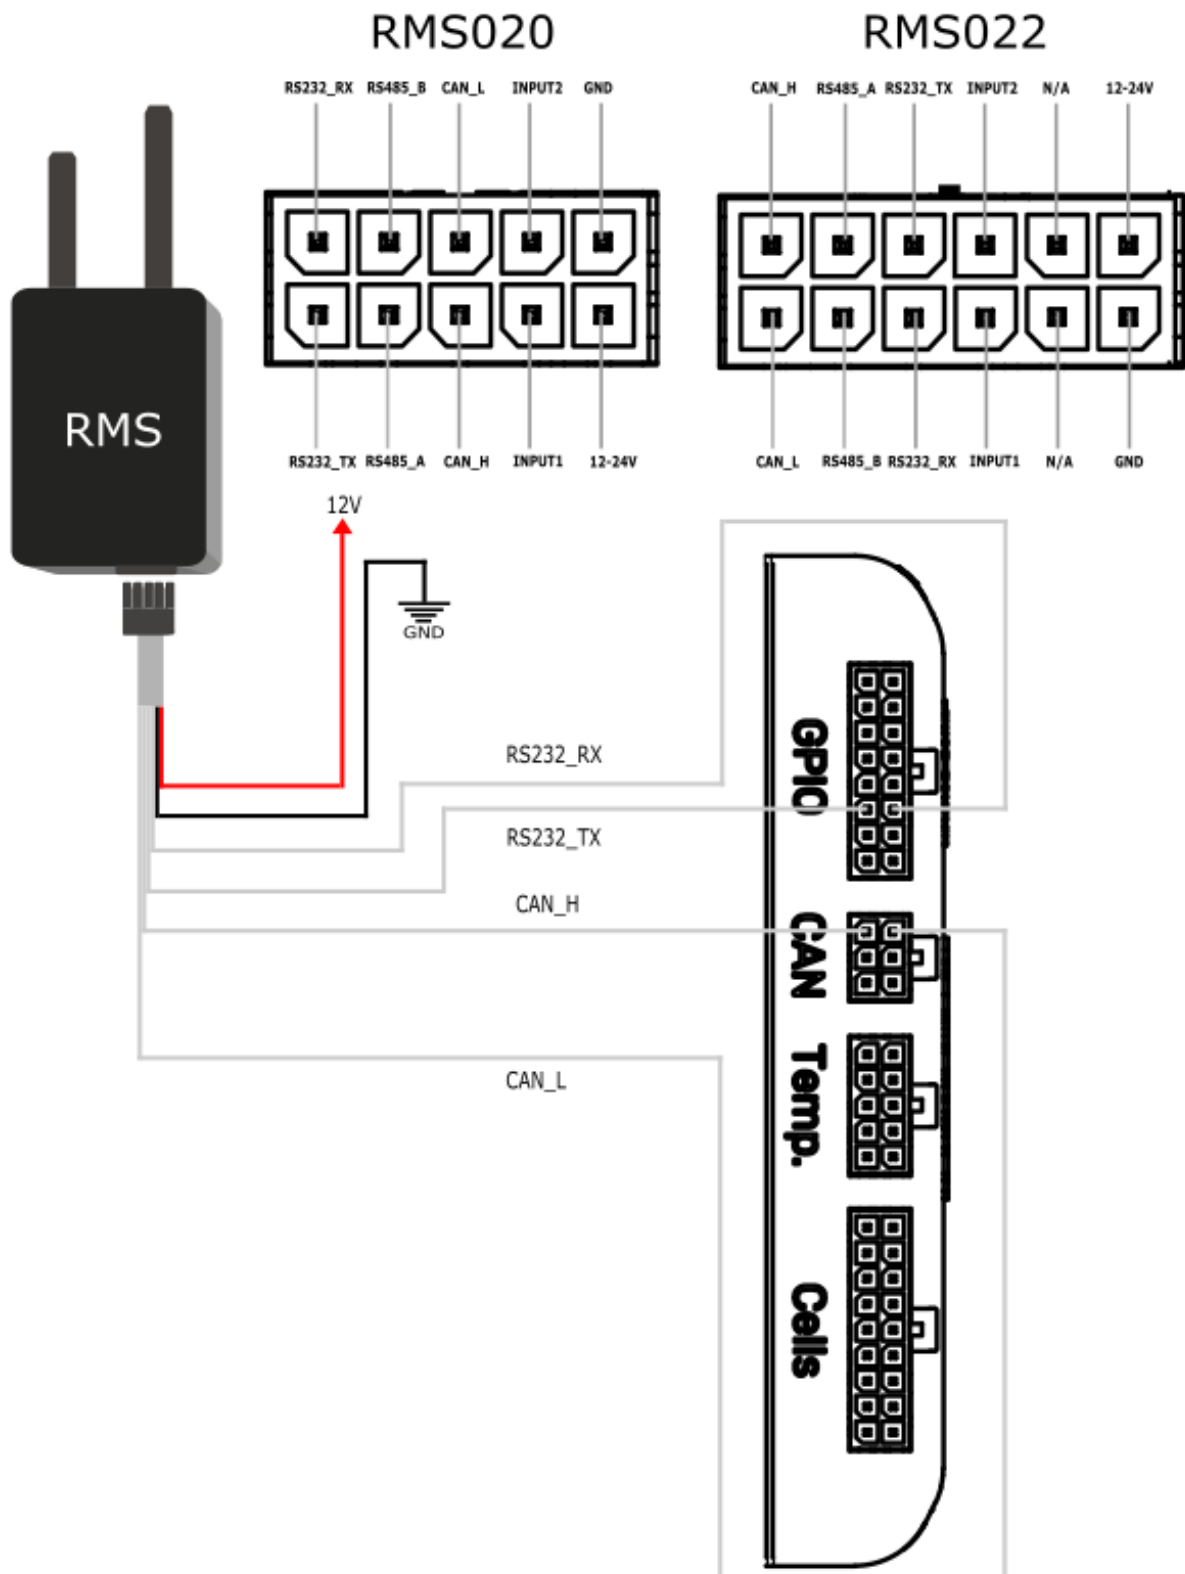 RMS020
RMS022
RS232_RX RS485_B CAN_L INPUT2 GND
CAN_H RS485_A RS232_TX INPUT2 N/A 12-24V
RMS
RS232_TX RS485_A CAN_H INPUT1 12-24V
CAN_L RS485_B RS232_RX INPUT1 N/A GND
12V
GND
RS232_RX
RS232_TX
CAN_H
CAN_L
GPIO
CAN
Temp.
Cells